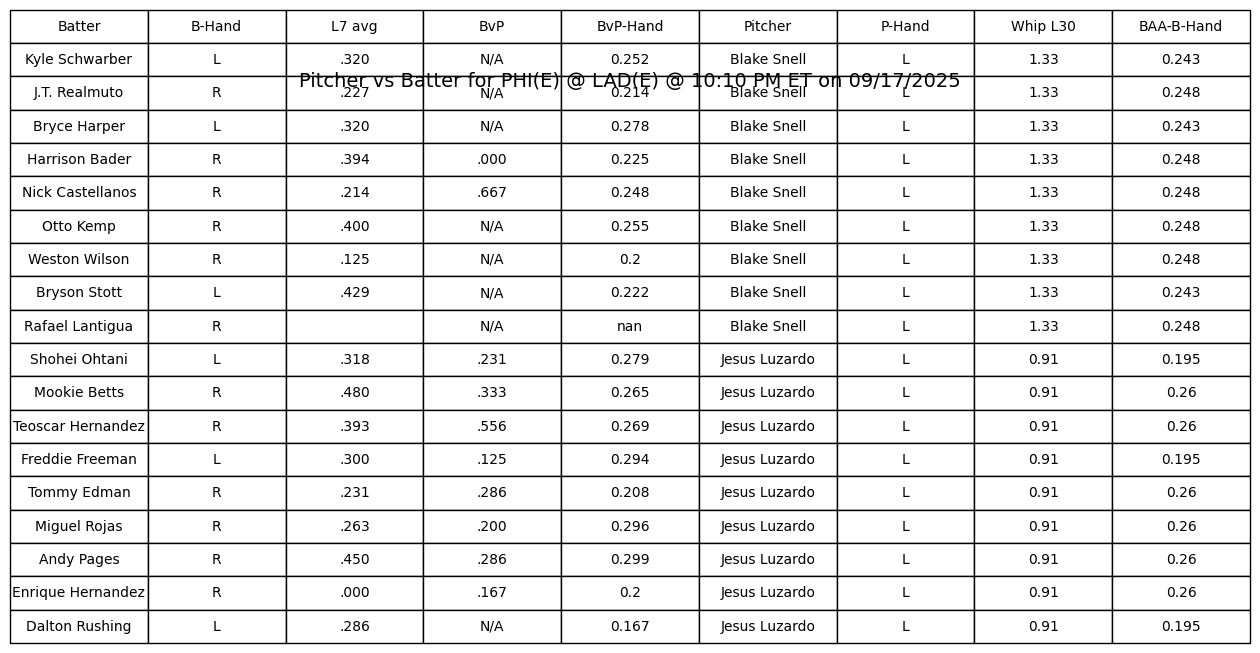 Batter B-Hand L7 avg BvP BvP-Hand Pitcher P-Hand Whip L30 BAA-B-Hand
Kyle Schwarber L .320 N/A 0.252 Blake Snell L 1.33 0.243
Pitcher vs Batter for PHI(E) @ LAD(E) @ 10:10 PM ET on 09/17/2025
J.T. Realmuto R .227 N/A 0.214 Blake Snell L 1.33 0.248
Bryce Harper L .320 N/A 0.278 Blake Snell L 1.33 0.243
Harrison Bader R .394 .000 0.225 Blake Snell L 1.33 0.248
Nick Castellanos R .214 .667 0.248 Blake Snell L 1.33 0.248
Otto Kemp R .400 N/A 0.255 Blake Snell L 1.33 0.248
Weston Wilson R .125 N/A 0.2 Blake Snell L 1.33 0.248
Bryson Stott L .429 N/A 0.222 Blake Snell L 1.33 0.243
Rafael Lantigua R N/A nan Blake Snell L 1.33 0.248
Shohei Ohtani L .318 .231 0.279 Jesus Luzardo L 0.91 0.195
Mookie Betts R .480 .333 0.265 Jesus Luzardo L 0.91 0.26
Teoscar Hernandez R .393 .556 0.269 Jesus Luzardo L 0.91 0.26
Freddie Freeman L .300 .125 0.294 Jesus Luzardo L 0.91 0.195
Tommy Edman R .231 .286 0.208 Jesus Luzardo L 0.91 0.26
Miguel Rojas R .263 .200 0.296 Jesus Luzardo L 0.91 0.26
Andy Pages R .450 .286 0.299 Jesus Luzardo L 0.91 0.26
Enrique Hernandez R .000 .167 0.2 Jesus Luzardo L 0.91 0.26
Dalton Rushing L .286 N/A 0.167 Jesus Luzardo L 0.91 0.195